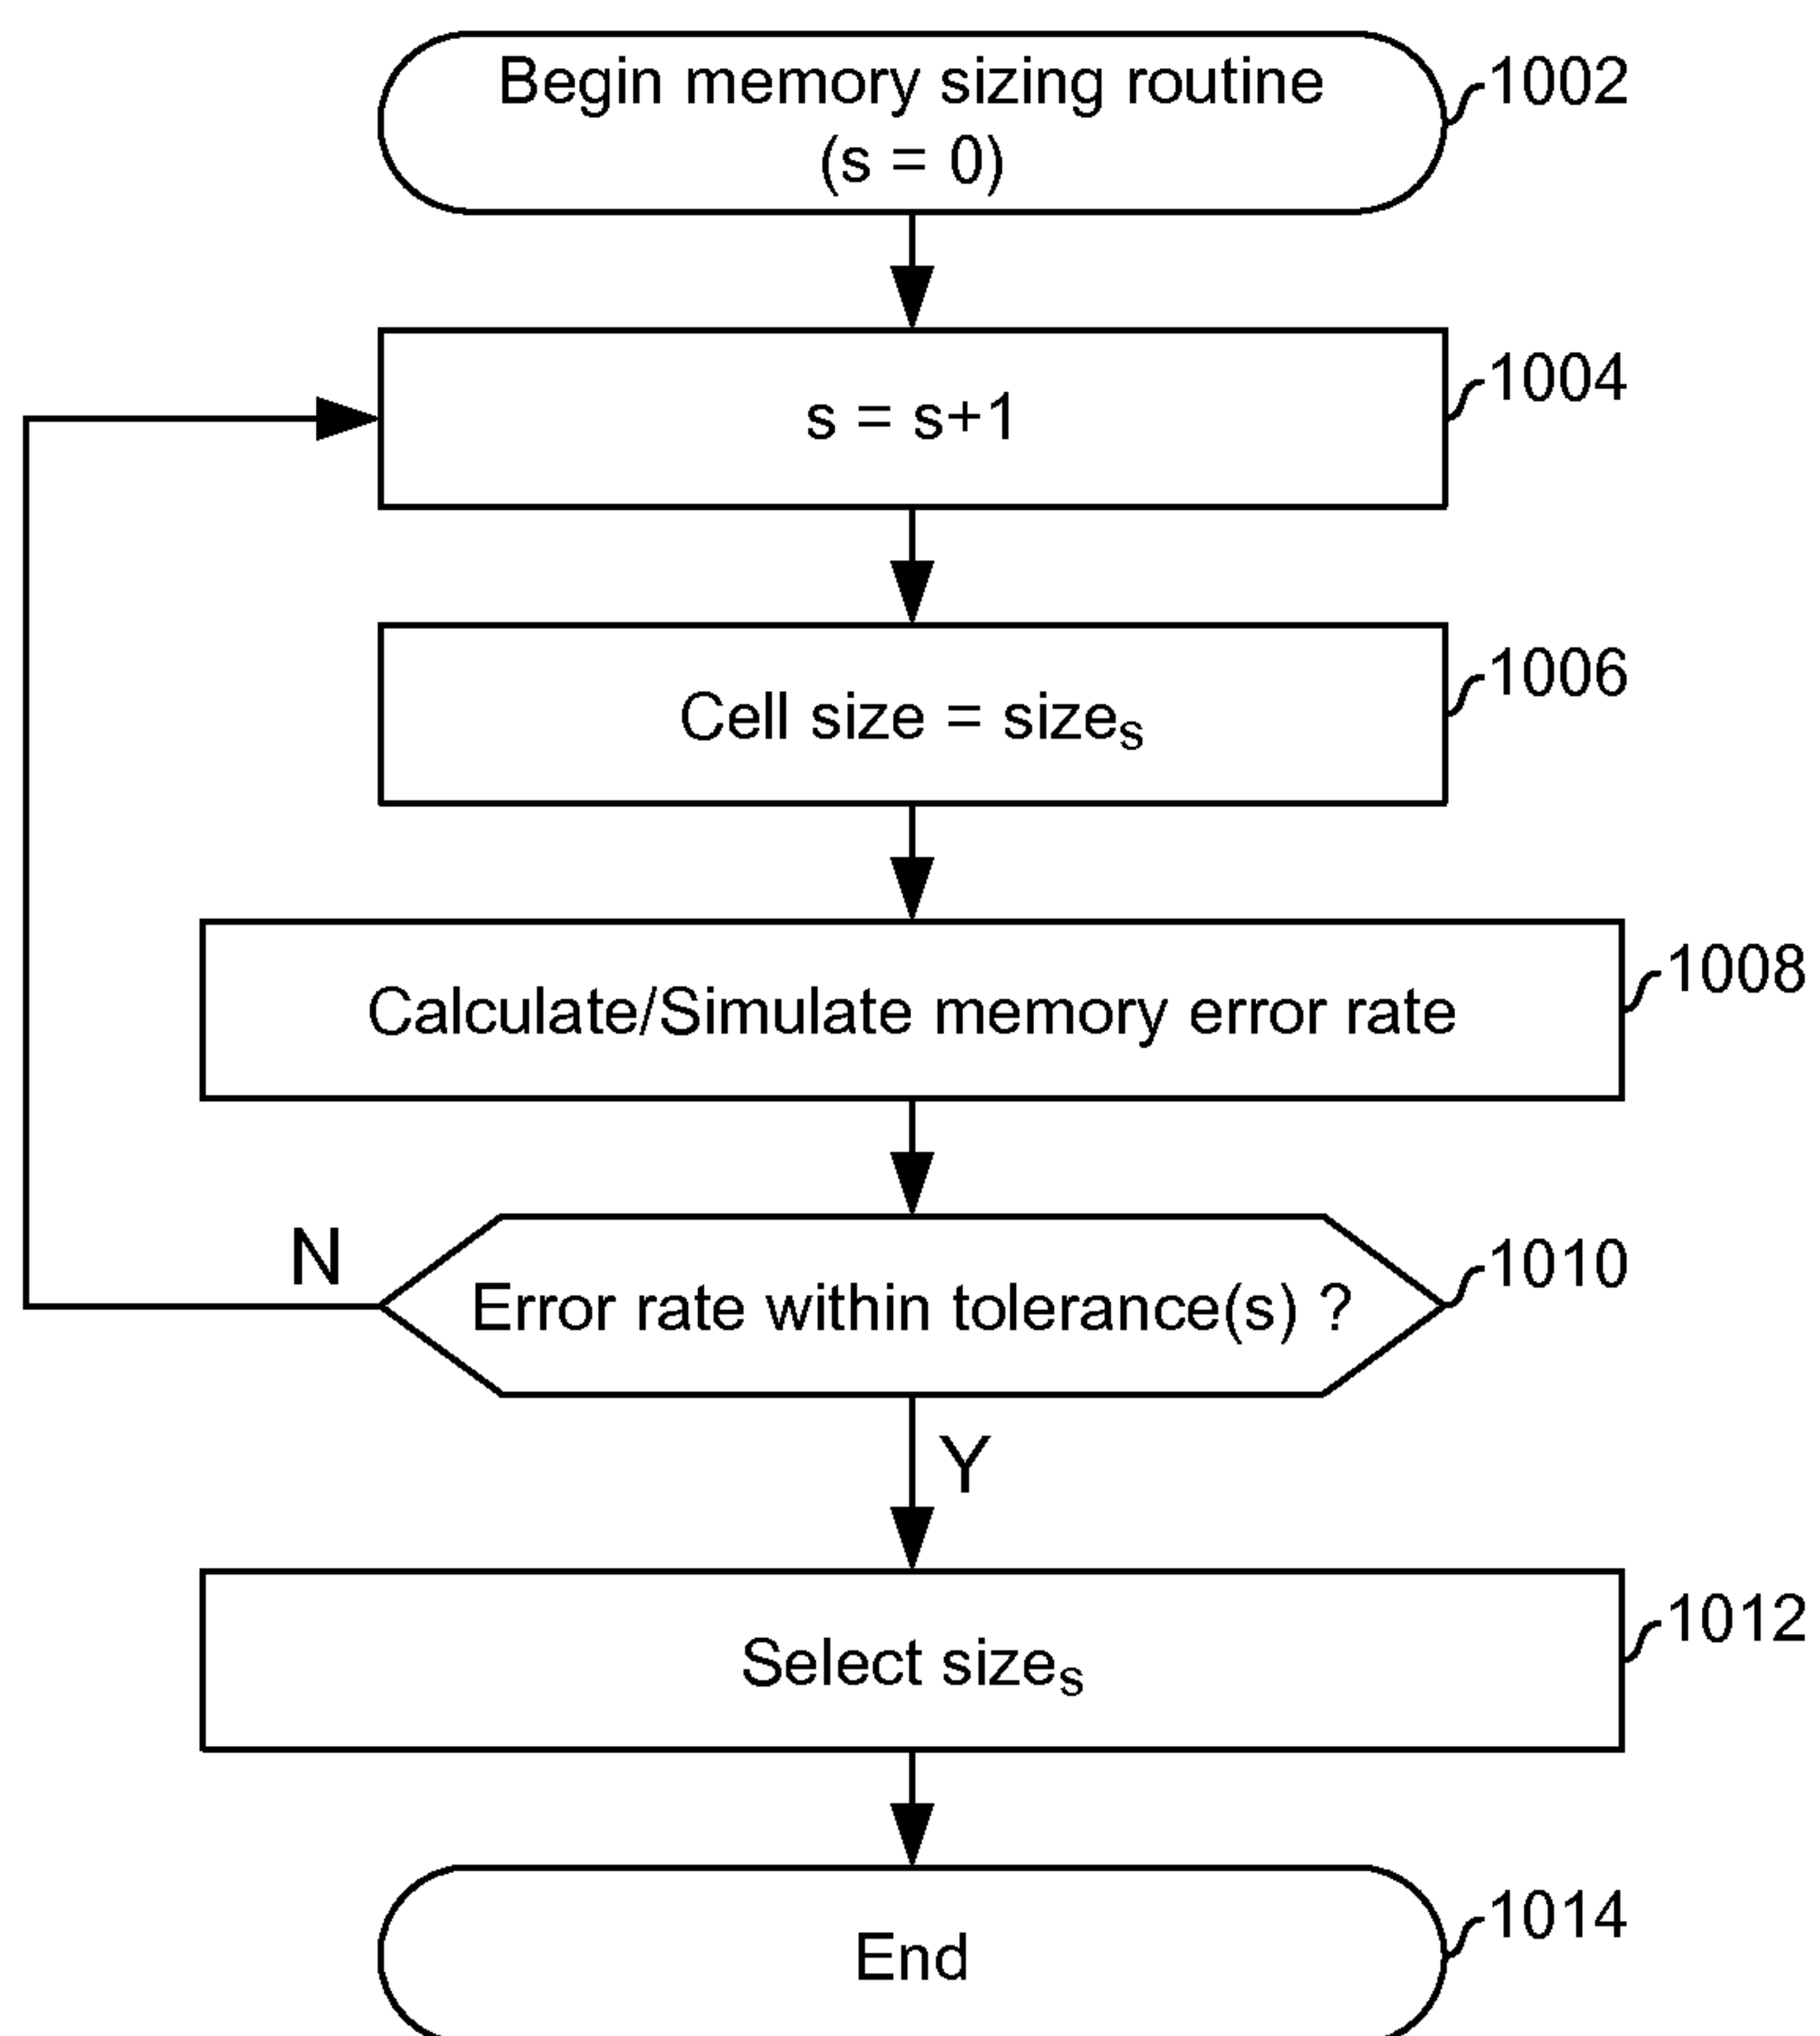 Begin memory sizing routine
(s = 0)
1002
s = s+1
1004
Cell size = sizes
1006
Calculate/Simulate memory error rate
1008
N
Error rate within tolerance(s) ?
1010
Y
Select sizes
1012
End
1014